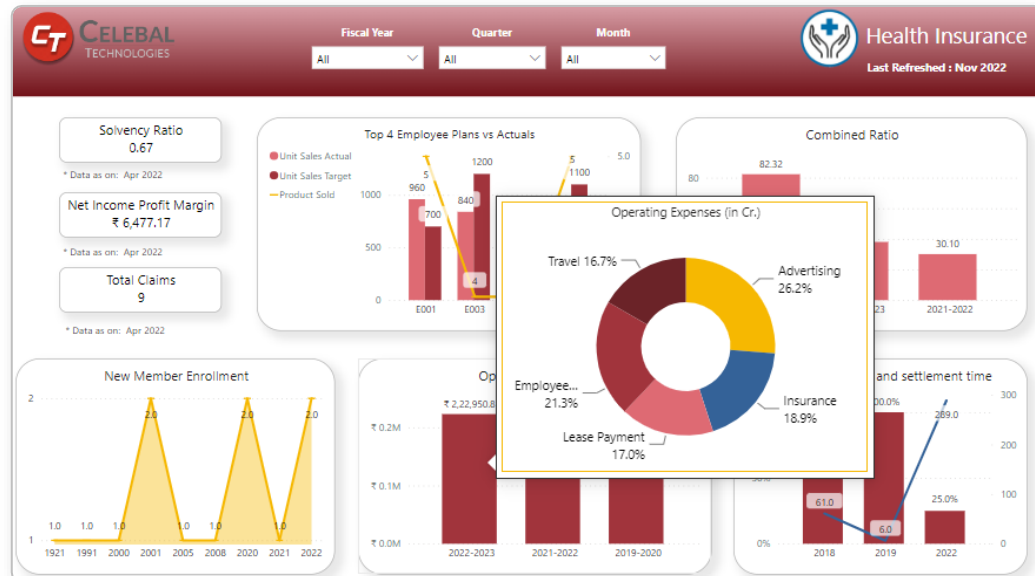 CT CELEBAL
TECHNOLOGIES
Fiscal Year
All
Quarter
All
Month
All
Health Insurance
Last Refreshed : Nov 2022
Solvency Ratio
0.67
* Data as on: Apr 2022
Net Income Profit Margin
₹ 6,477.17
* Data as on: Apr 2022
Total Claims
9
* Data as on: Apr 2022
Top 4 Employee Plans vs Actuals
Unit Sales Actual
Unit Sales Target
Product Sold
1000
500
0
5.0
960
5
700
840
1200
4
5
1100
E001
E003
Combined Ratio
80
82.32
30.10
2021-2022
Operating Expenses (in Cr.)
Travel 16.7%
Advertising
26.2%
Employee...
21.3%
Insurance
18.9%
Lease Payment
17.0%
New Member Enrollment
2
1
1.0
1.0
1.0
2.0
1.0
1.0
2.0
1.0
2.0
1921
1991
2000
2001
2005
2008
2020
2021
2022
₹ 2,22,950.8
₹ 0.2M
₹ 0.1M
₹ 0.0M
2022-2023
2021-2022
2019-2020
and settlement time
0%
61.0
6.0
25.0%
289.0
300
200
100
0
2018
2019
2022